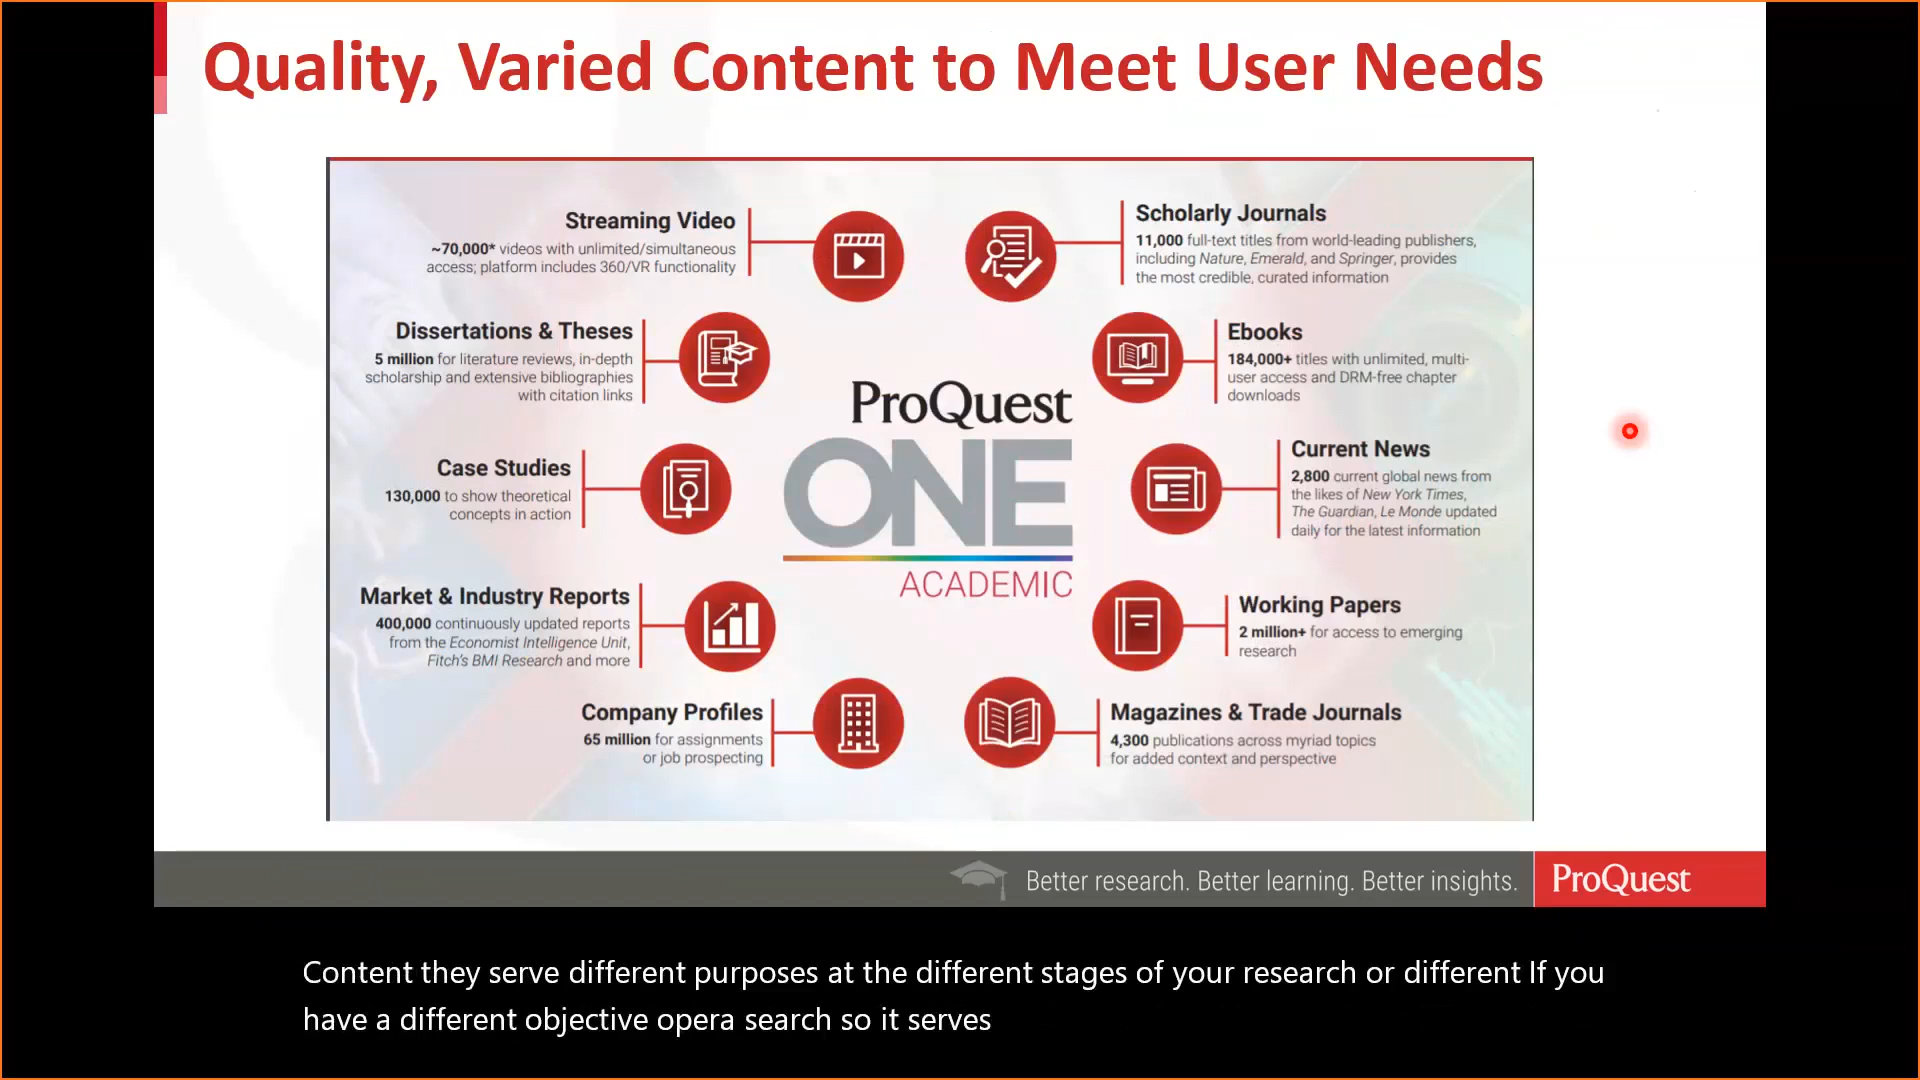 Quality, Varied Content to Meet User Needs
Streaming Video
~70,000* videos with unlimited/simultaneous
access; platform includes 360/VR functionality
Dissertations & Theses
5 million for literature reviews, in-depth
scholarship and extensive bibliographies
with citation links
Case Studies
130,000 to show theoretical
concepts in action
Market & Industry Reports
400,000 continuously updated reports
from the Economist Intelligence Unit,
Fitch's BMI Research and more
Company Profiles
65 million for assignments
or job prospecting
ProQuest
ONE
ACADEMIC
Scholarly Journals
11,000 full-text titles from world-leading publishers,
including Nature, Emerald, and Springer, provides
the most credible, curated information
Ebooks
184,000+ titles with unlimited, multi-
user access and DRM-free chapter
downloads
Current News
2,800 current global news from
the likes of New York Times,
The Guardian, Le Monde updated
daily for the latest information
Working Papers
2 million+ for access to emerging
research
Magazines & Trade Journals
4,300 publications across myriad topics
for added context and perspective
Better research. Better learning. Better insights.
ProQuest
Content they serve different purposes at the different stages of your research or different If you
have a different objective opera search so it serves